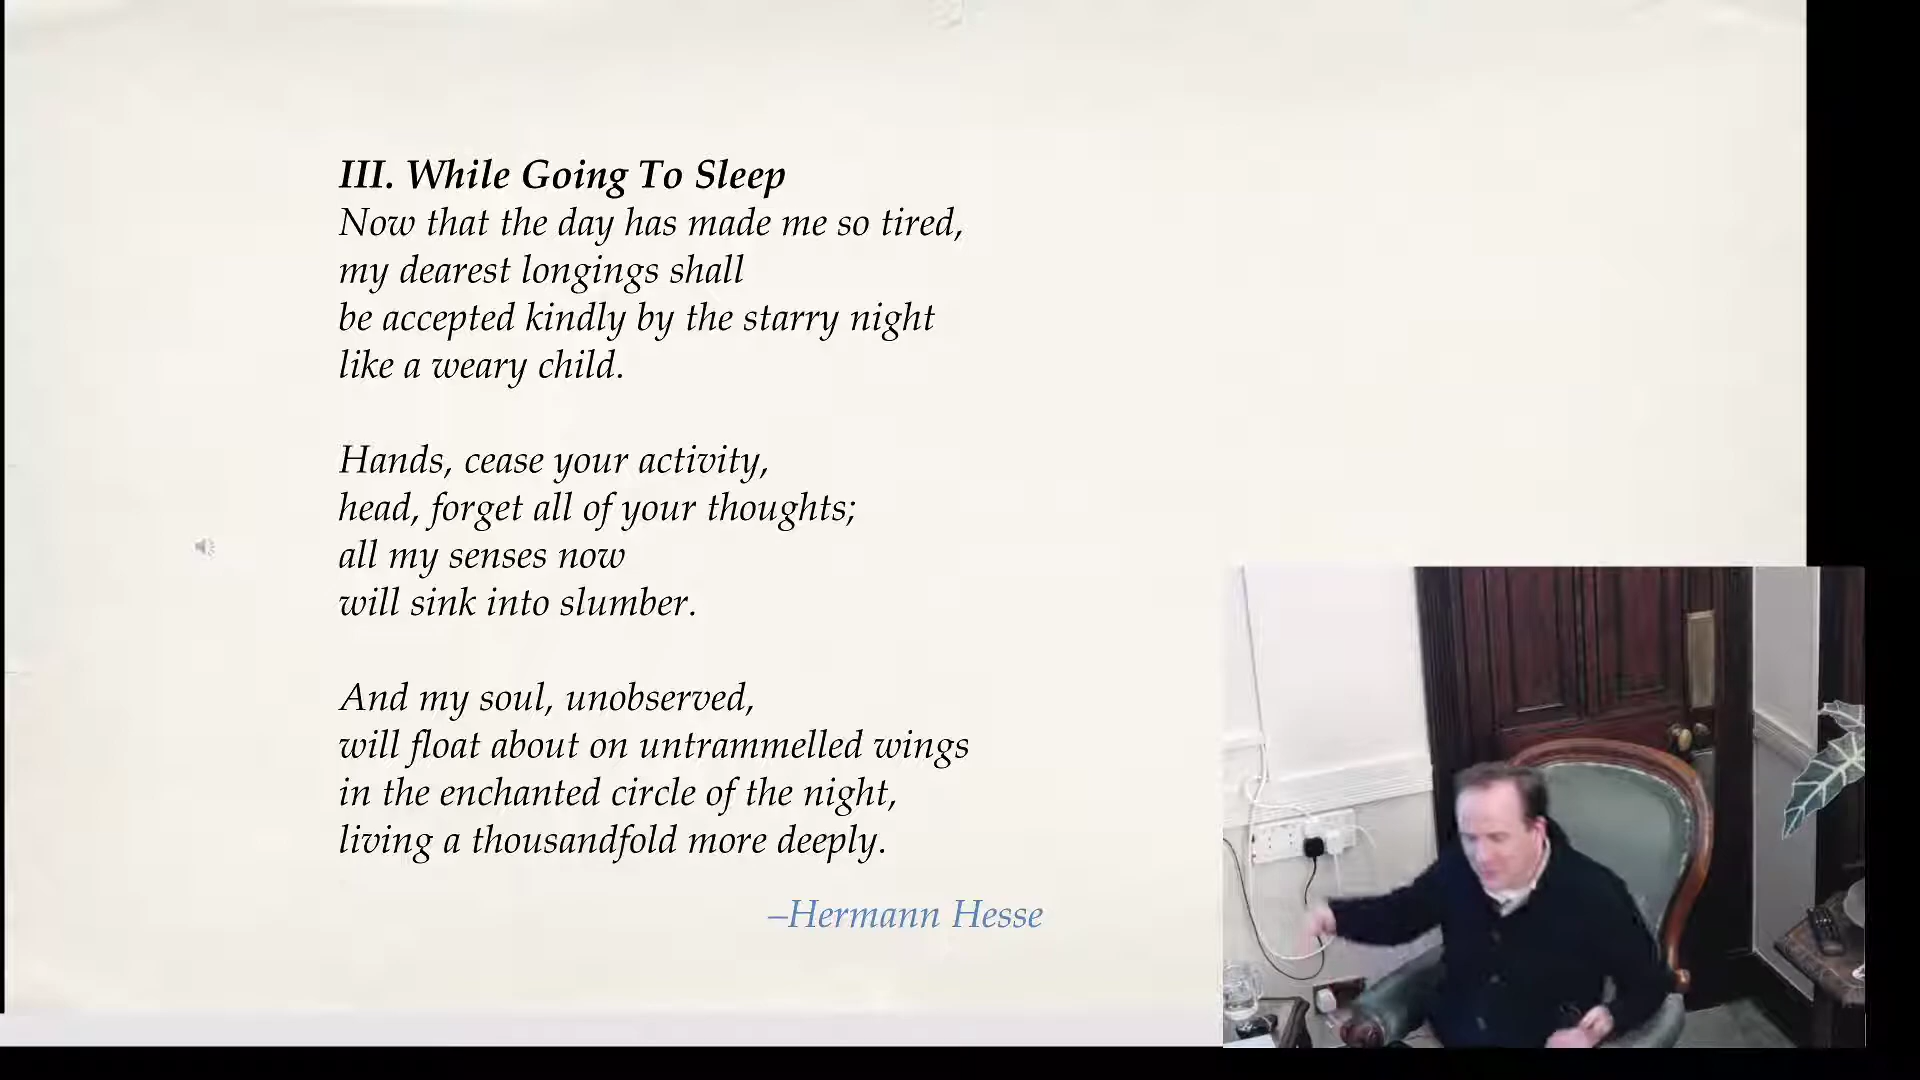 III. While Going To Sleep
Now that the day has made me so tired,
my dearest longings shall
be accepted kindly by the starry night
like a weary child.
Hands, cease your activity,
head, forget all of your thoughts;
all my senses now
will sink into slumber.
And my soul, unobserved,
will float about on untrammelled wings
in the enchanted circle of the night,
living a thousandfold more deeply.
–Hermann Hesse